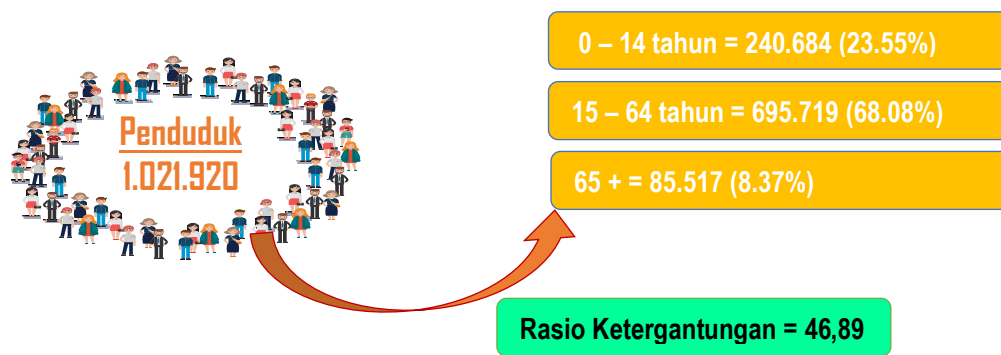 Penduduk
1.021.920
0 – 14 tahun = 240.684 (23.55%)
15 – 64 tahun = 695.719 (68.08%)
65 + = 85.517 (8.37%)
Rasio Ketergantungan = 46,89